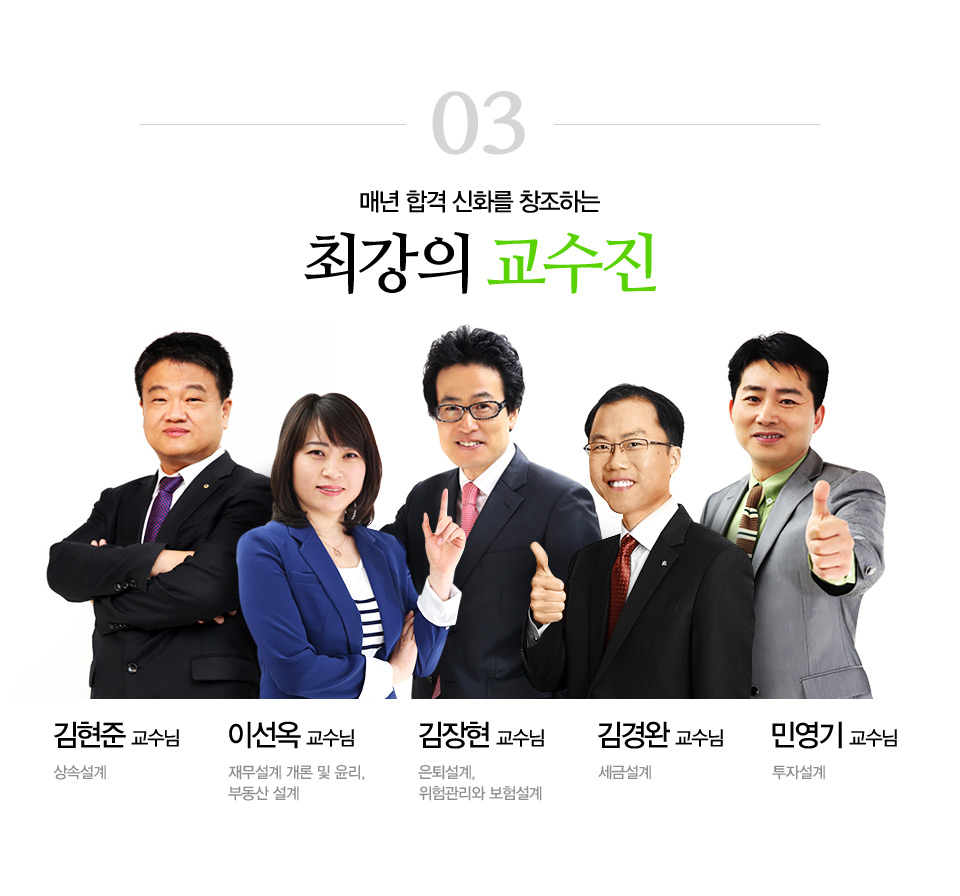 03
매년 합격 신화를 창조하는
최강의 교수진
김현준 교수님
상속설계
이선옥 교수님
재무설계 개론 및 윤리,
부동산 설계
김장현 교수님
은퇴설계,
위험관리와 보험설계
김경완 교수님
세금설계
민영기 교수님
투자설계